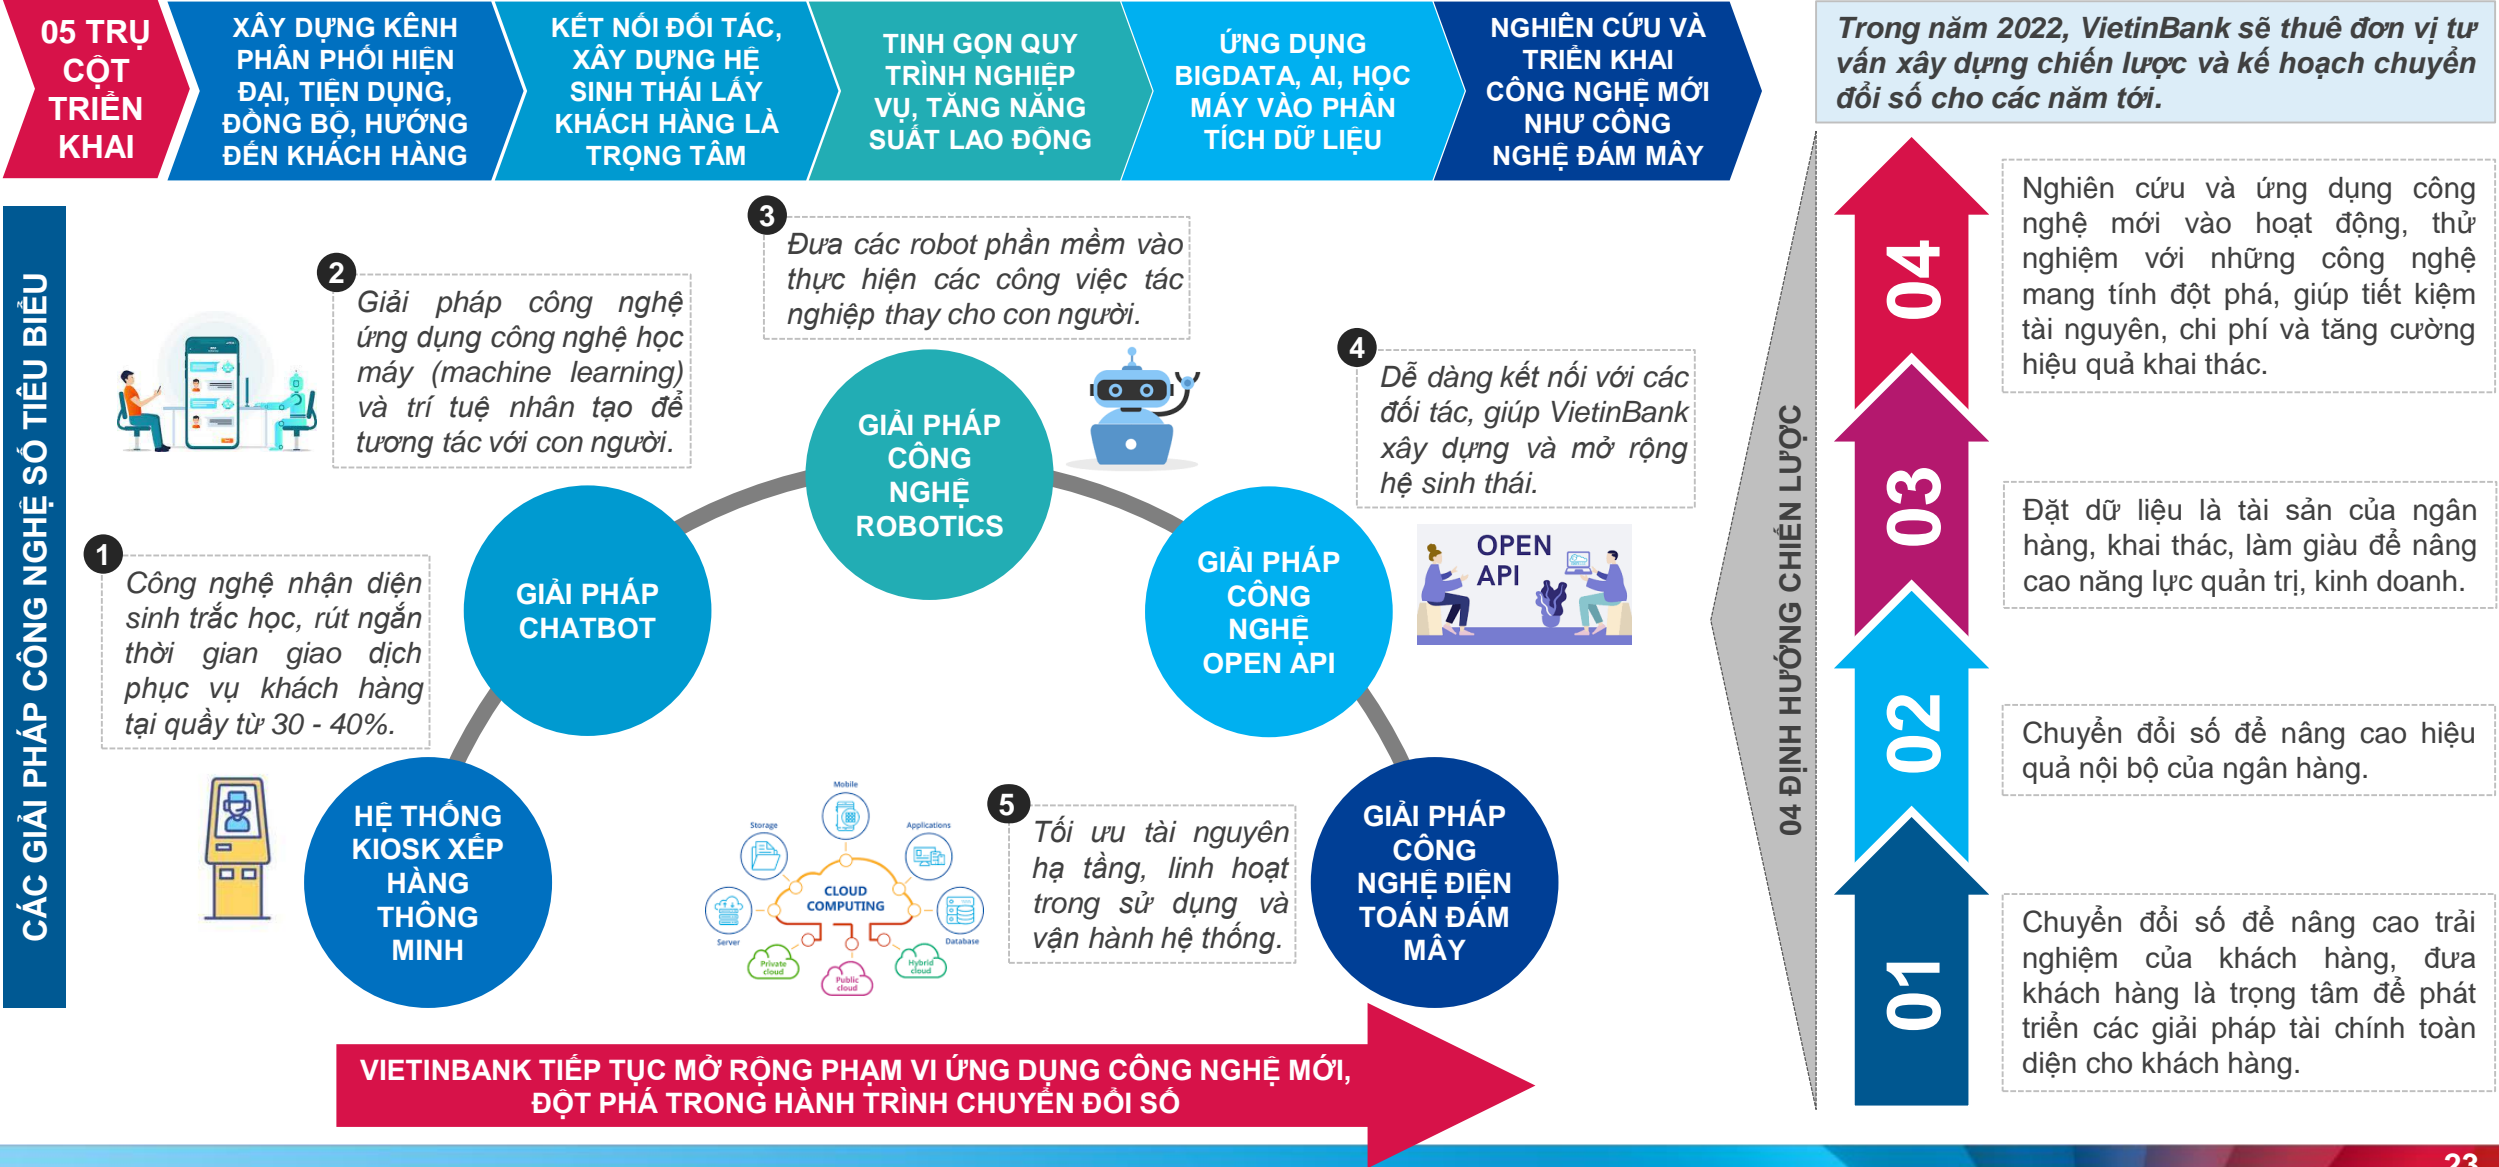 05 TRỤ
CỘT
TRIỂN
KHAI
XÂY DỰNG KÊNH
PHÂN PHỐI HIỆN
ĐẠI, TIỆN DỤNG,
ĐỒNG BỘ, HƯỚNG
ĐẾN KHÁCH HÀNG
KẾT NỐI ĐỐI TÁC,
XÂY DỰNG HỆ
SINH THÁI LẤY
KHÁCH HÀNG LÀ
TRỌNG TÂM
TINH GỌN QUY
TRÌNH NGHIỆP
VỤ, TĂNG NĂNG
SUẤT LAO ĐỘNG
ỨNG DỤNG
BIGDATA, AI, HỌC
MÁY VÀO PHÂN
TÍCH DỮ LIỆU
NGHIÊN CỨU VÀ
TRIỂN KHAI
CÔNG NGHỆ MỚI
NHƯ CÔNG
NGHỆ ĐÁM MÂY
Trong năm 2022, VietinBank sẽ thuê đơn vị tư
vấn xây dựng chiến lược và kế hoạch chuyển
đổi số cho các năm tới.
CÁC GIẢI PHÁP CÔNG NGHỆ SỐ TIÊU BIỂU
1
Công nghệ nhận diện
sinh trắc học, rút ngắn
thời gian giao dịch
phục vụ khách hàng
tại quầy từ 30 - 40%.
HỆ THỐNG
KIOSK XẾP
HÀNG
THÔNG
MINH
2
Giải pháp công nghệ
ứng dụng công nghệ học
máy (machine learning)
và trí tuệ nhân tạo để
tương tác với con người.
GIẢI PHÁP
CHATBOT
3
Đưa các robot phần mềm vào
thực hiện các công việc tác
nghiệp thay cho con người.
GIẢI PHÁP
CÔNG
NGHỆ
ROBOTICS
4
Dễ dàng kết nối với các
đối tác, giúp VietinBank
xây dựng và mở rộng
hệ sinh thái.
OPEN
API
GIẢI PHÁP
CÔNG
NGHỆ
OPEN API
5
Tối ưu tài nguyên
hạ tầng, linh hoạt
trong sử dụng và
vận hành hệ thống.
GIẢI PHÁP
CÔNG
NGHỆ ĐIỆN
TOÁN ĐÁM
MÂY
Mobile
Storage
Applications
CLOUD
COMPUTING
Server
Database
Private
cloud
Public
cloud
Hybrid
cloud
VIETINBANK TIẾP TỤC MỞ RỘNG PHẠM VI ỨNG DỤNG CÔNG NGHỆ MỚI,
ĐỘT PHÁ TRONG HÀNH TRÌNH CHUYỂN ĐỔI SỐ
04 ĐỊNH HƯỚNG CHIẾN LƯỢC
04
Nghiên cứu và ứng dụng công
nghệ mới vào hoạt động, thử
nghiệm với những công nghệ
mang tính đột phá, giúp tiết kiệm
tài nguyên, chi phí và tăng cường
hiệu quả khai thác.
03
Đặt dữ liệu là tài sản của ngân
hàng, khai thác, làm giàu để nâng
cao năng lực quản trị, kinh doanh.
02
Chuyển đổi số để nâng cao hiệu
quả nội bộ của ngân hàng.
01
Chuyển đổi số để nâng cao trải
nghiệm của khách hàng, đưa
khách hàng là trọng tâm để phát
triển các giải pháp tài chính toàn
diện cho khách hàng.
23